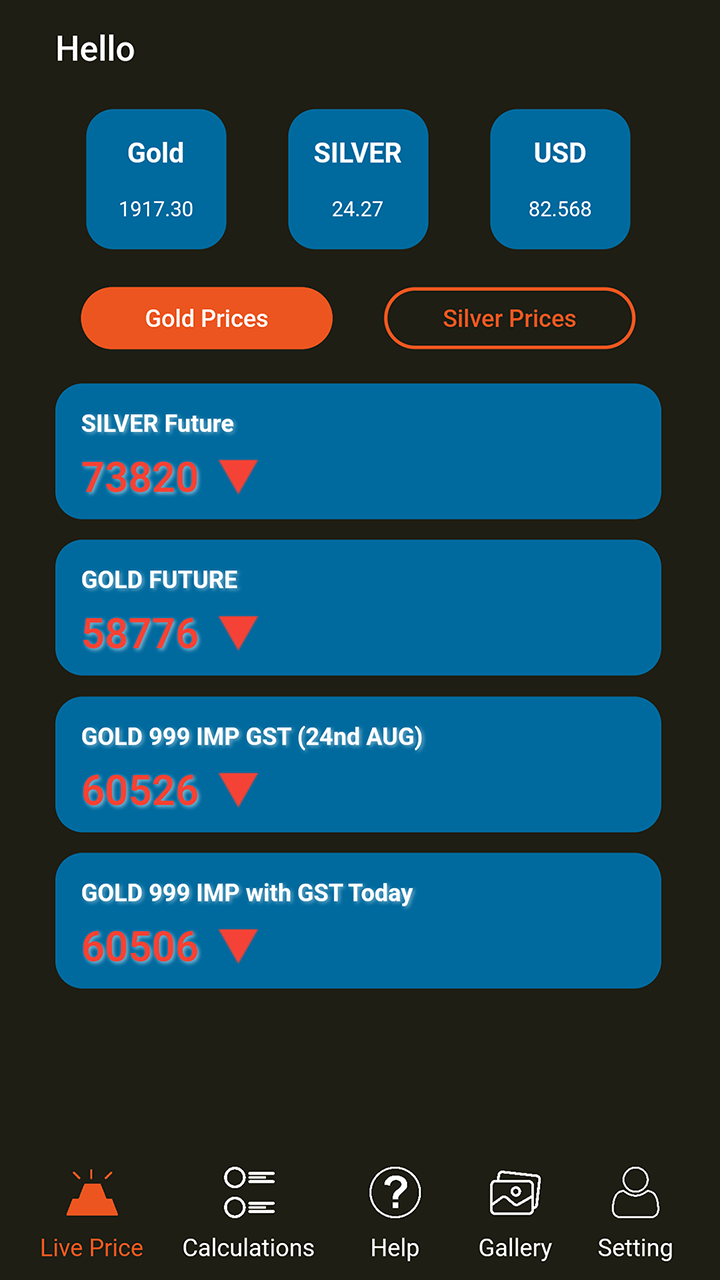 Hello
Gold SILVER USD
1917.30 24.27 82.568
Gold Prices Silver Prices
SILVER Future
73820
GOLD FUTURE
58776
GOLD 999 IMP GST (24nd AUG)
60526
GOLD 999 IMP with GST Today
60506
?
Live Price Calculations Help Gallery Setting